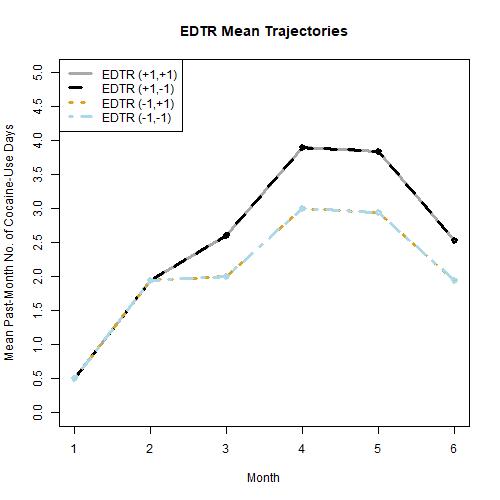 EDTR Mean Trajectories
EDTR (+1,+1)
EDTR (+1,-1)
EDTR (-1,+1)
EDTR (-1,-1)
Mean Past-Month No. of Cocaine-Use Days
5.0
4.5
4.0
3.5
3.0
2.5
2.0
1.5
1.0
0.5
0.0
1 2 3 4 5 6
Month